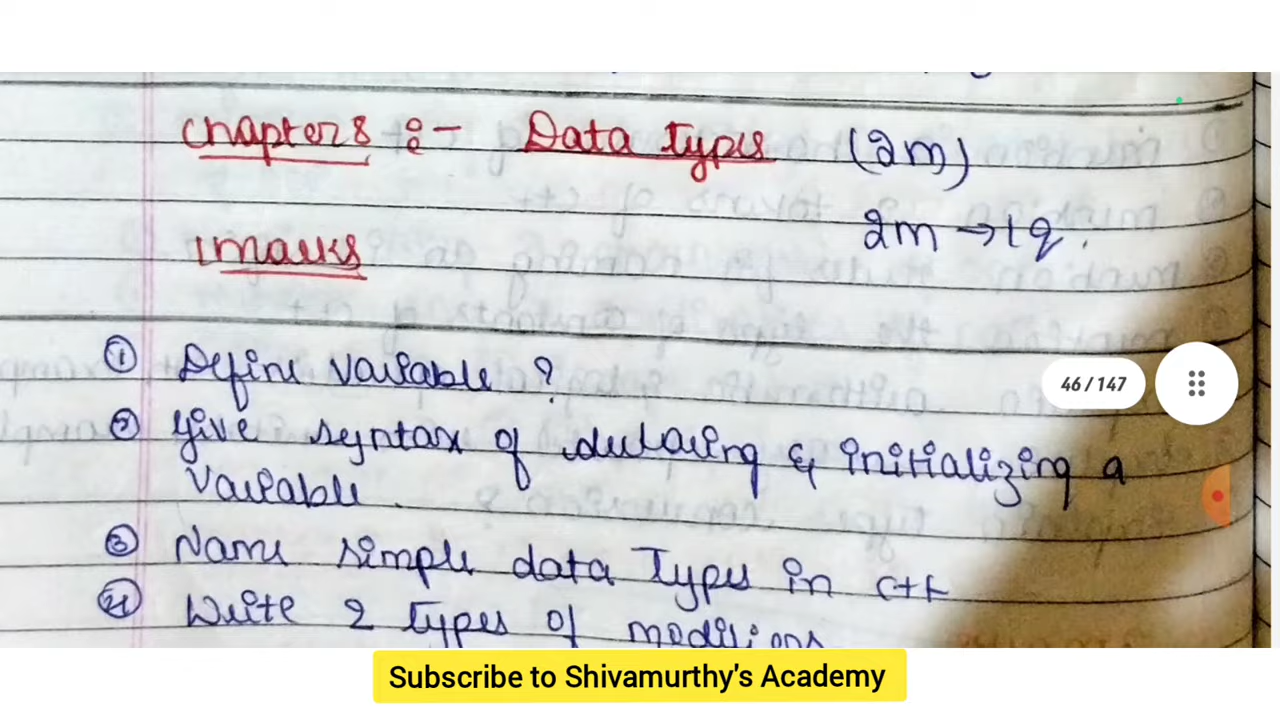 Chapter 8 :- Data Types (2m)
2m → 1q.
1 marks
① Define Variable ?
② Give syntax of declaring & initializing a
Variable.
③ Name simple data Types in C++
④ Write 2 types of
46 / 147
Subscribe to Shivamurthy's Academy